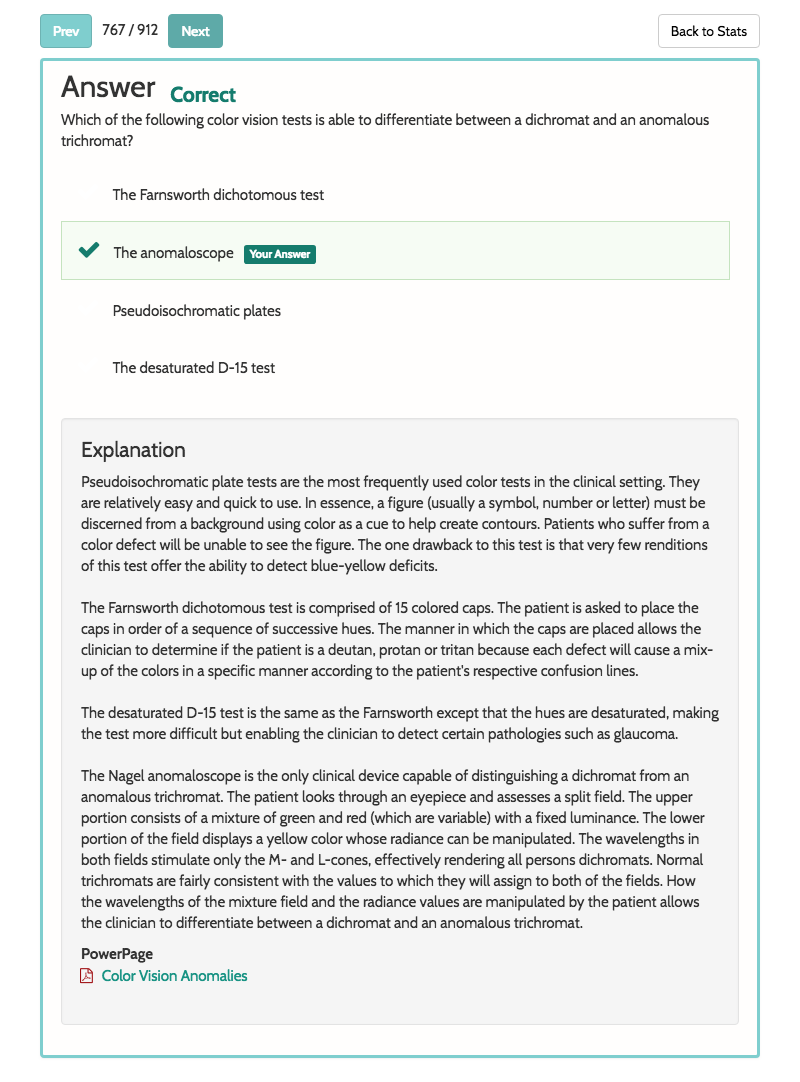 Prev 767 / 912 Next Back to Stats
Answer Correct
Which of the following color vision tests is able to differentiate between a dichromat and an anomalous
trichromat?
The Farnsworth dichotomous test
The anomaloscope Your Answer
Pseudoisochromatic plates
The desaturated D-15 test
Explanation
Pseudoisochromatic plate tests are the most frequently used color tests in the clinical setting. They
are relatively easy and quick to use. In essence, a figure (usually a symbol, number or letter) must be
discerned from a background using color as a cue to help create contours. Patients who suffer from a
color defect will be unable to see the figure. The one drawback to this test is that very few renditions
of this test offer the ability to detect blue-yellow deficits.
The Farnsworth dichotomous test is comprised of 15 colored caps. The patient is asked to place the
caps in order of a sequence of successive hues. The manner in which the caps are placed allows the
clinician to determine if the patient is a deutan, protan or tritan because each defect will cause a mix-
up of the colors in a specific manner according to the patient's respective confusion lines.
The desaturated D-15 test is the same as the Farnsworth except that the hues are desaturated, making
the test more difficult but enabling the clinician to detect certain pathologies such as glaucoma.
The Nagel anomaloscope is the only clinical device capable of distinguishing a dichromat from an
anomalous trichromat. The patient looks through an eyepiece and assesses a split field. The upper
portion consists of a mixture of green and red (which are variable) with a fixed luminance. The lower
portion of the field displays a yellow color whose radiance can be manipulated. The wavelengths in
both fields stimulate only the M- and L-cones, effectively rendering all persons dichromats. Normal
trichromats are fairly consistent with the values to which they will assign to both of the fields. How
the wavelengths of the mixture field and the radiance values are manipulated by the patient allows
the clinician to differentiate between a dichromat and an anomalous trichromat.
PowerPage
Color Vision Anomalies